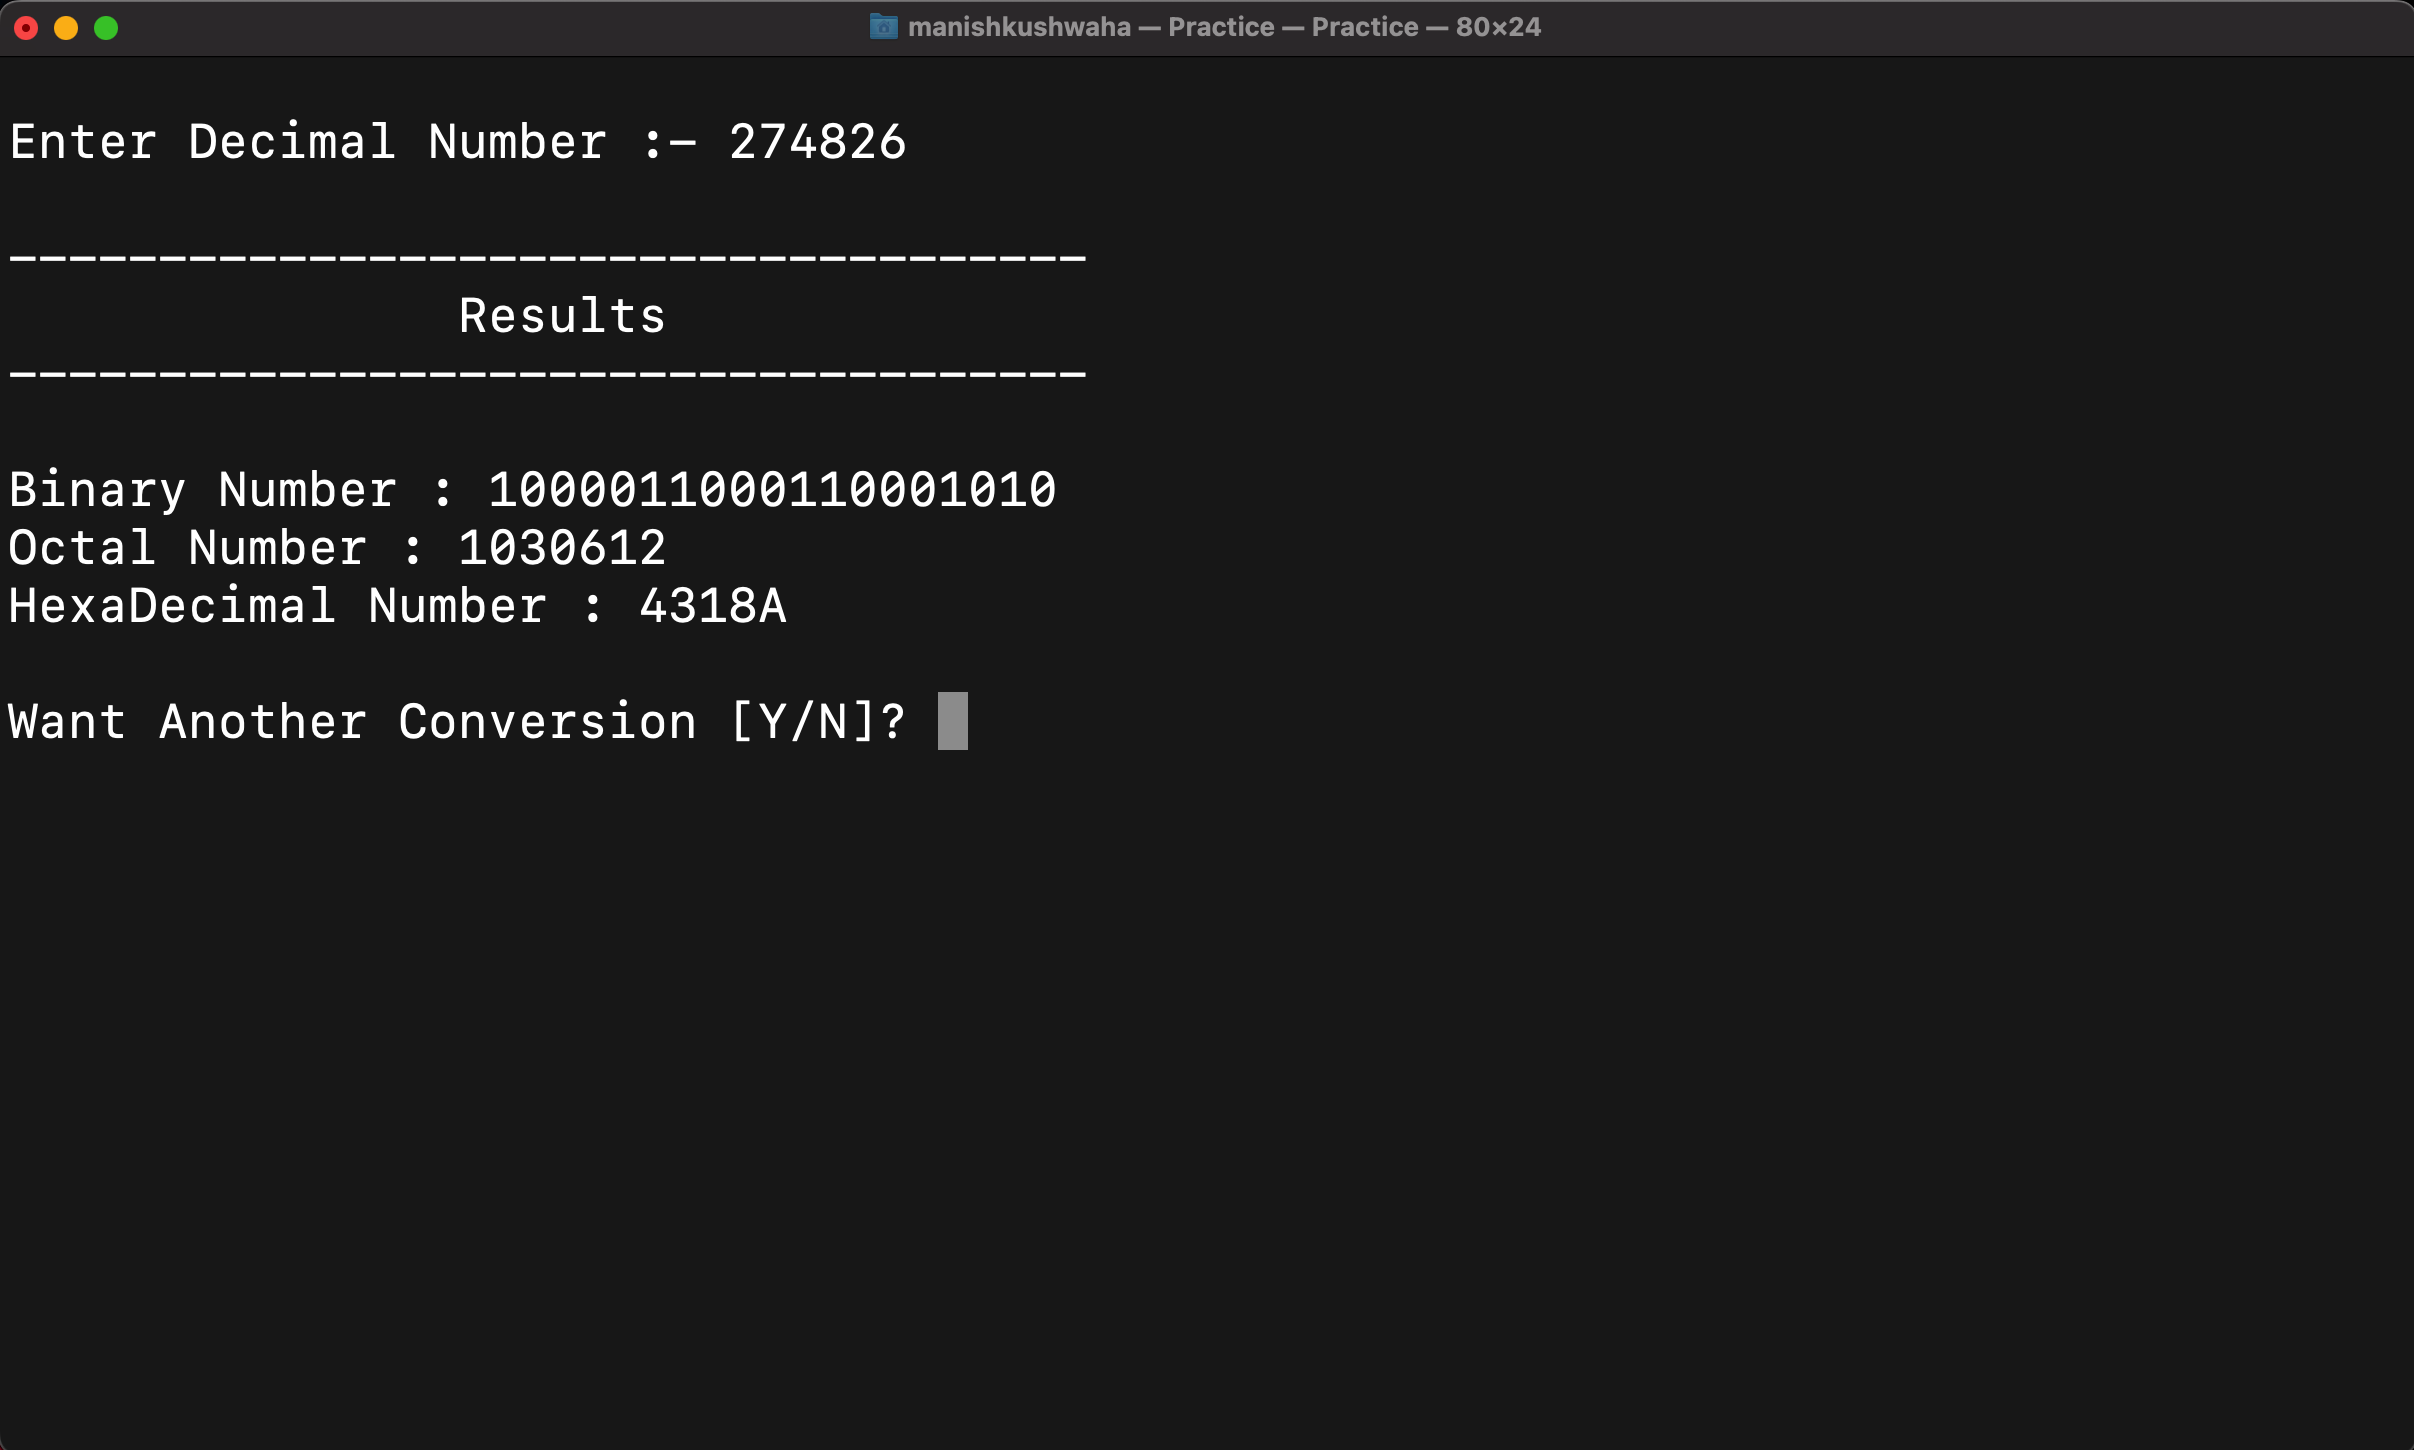 manishkushwaha — Practice — Practice — 80×24
Enter Decimal Number :- 274826
------------------------------------
Results
------------------------------------
Binary Number : 1000011000110001010
Octal Number : 1030612
HexaDecimal Number : 4318A
Want Another Conversion [Y/N]?